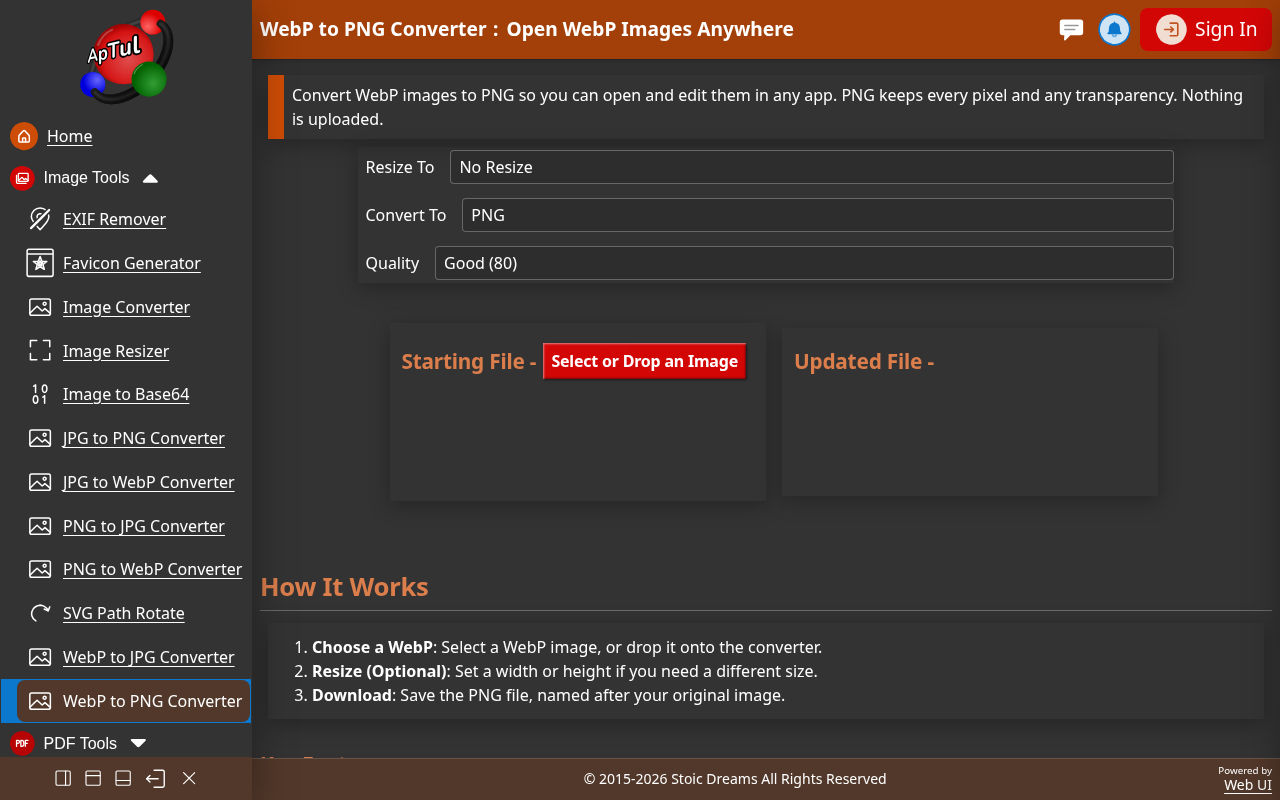 ApTul
Home
Image Tools
EXIF Remover
Favicon Generator
Image Converter
Image Resizer
Image to Base64
JPG to PNG Converter
JPG to WebP Converter
PNG to JPG Converter
PNG to WebP Converter
SVG Path Rotate
WebP to JPG Converter
WebP to PNG Converter
PDF
PDF Tools
WebP to PNG Converter : Open WebP Images Anywhere
Sign In
Convert WebP images to PNG so you can open and edit them in any app. PNG keeps every pixel and any transparency. Nothing
is uploaded.
Resize To
No Resize
Convert To
PNG
Quality
Good (80)
Starting File -
Select or Drop an Image
Updated File -
How It Works
1. Choose a WebP: Select a WebP image, or drop it onto the converter.
2. Resize (Optional): Set a width or height if you need a different size.
3. Download: Save the PNG file, named after your original image.
© 2015-2026 Stoic Dreams All Rights Reserved
Powered by
Web UI